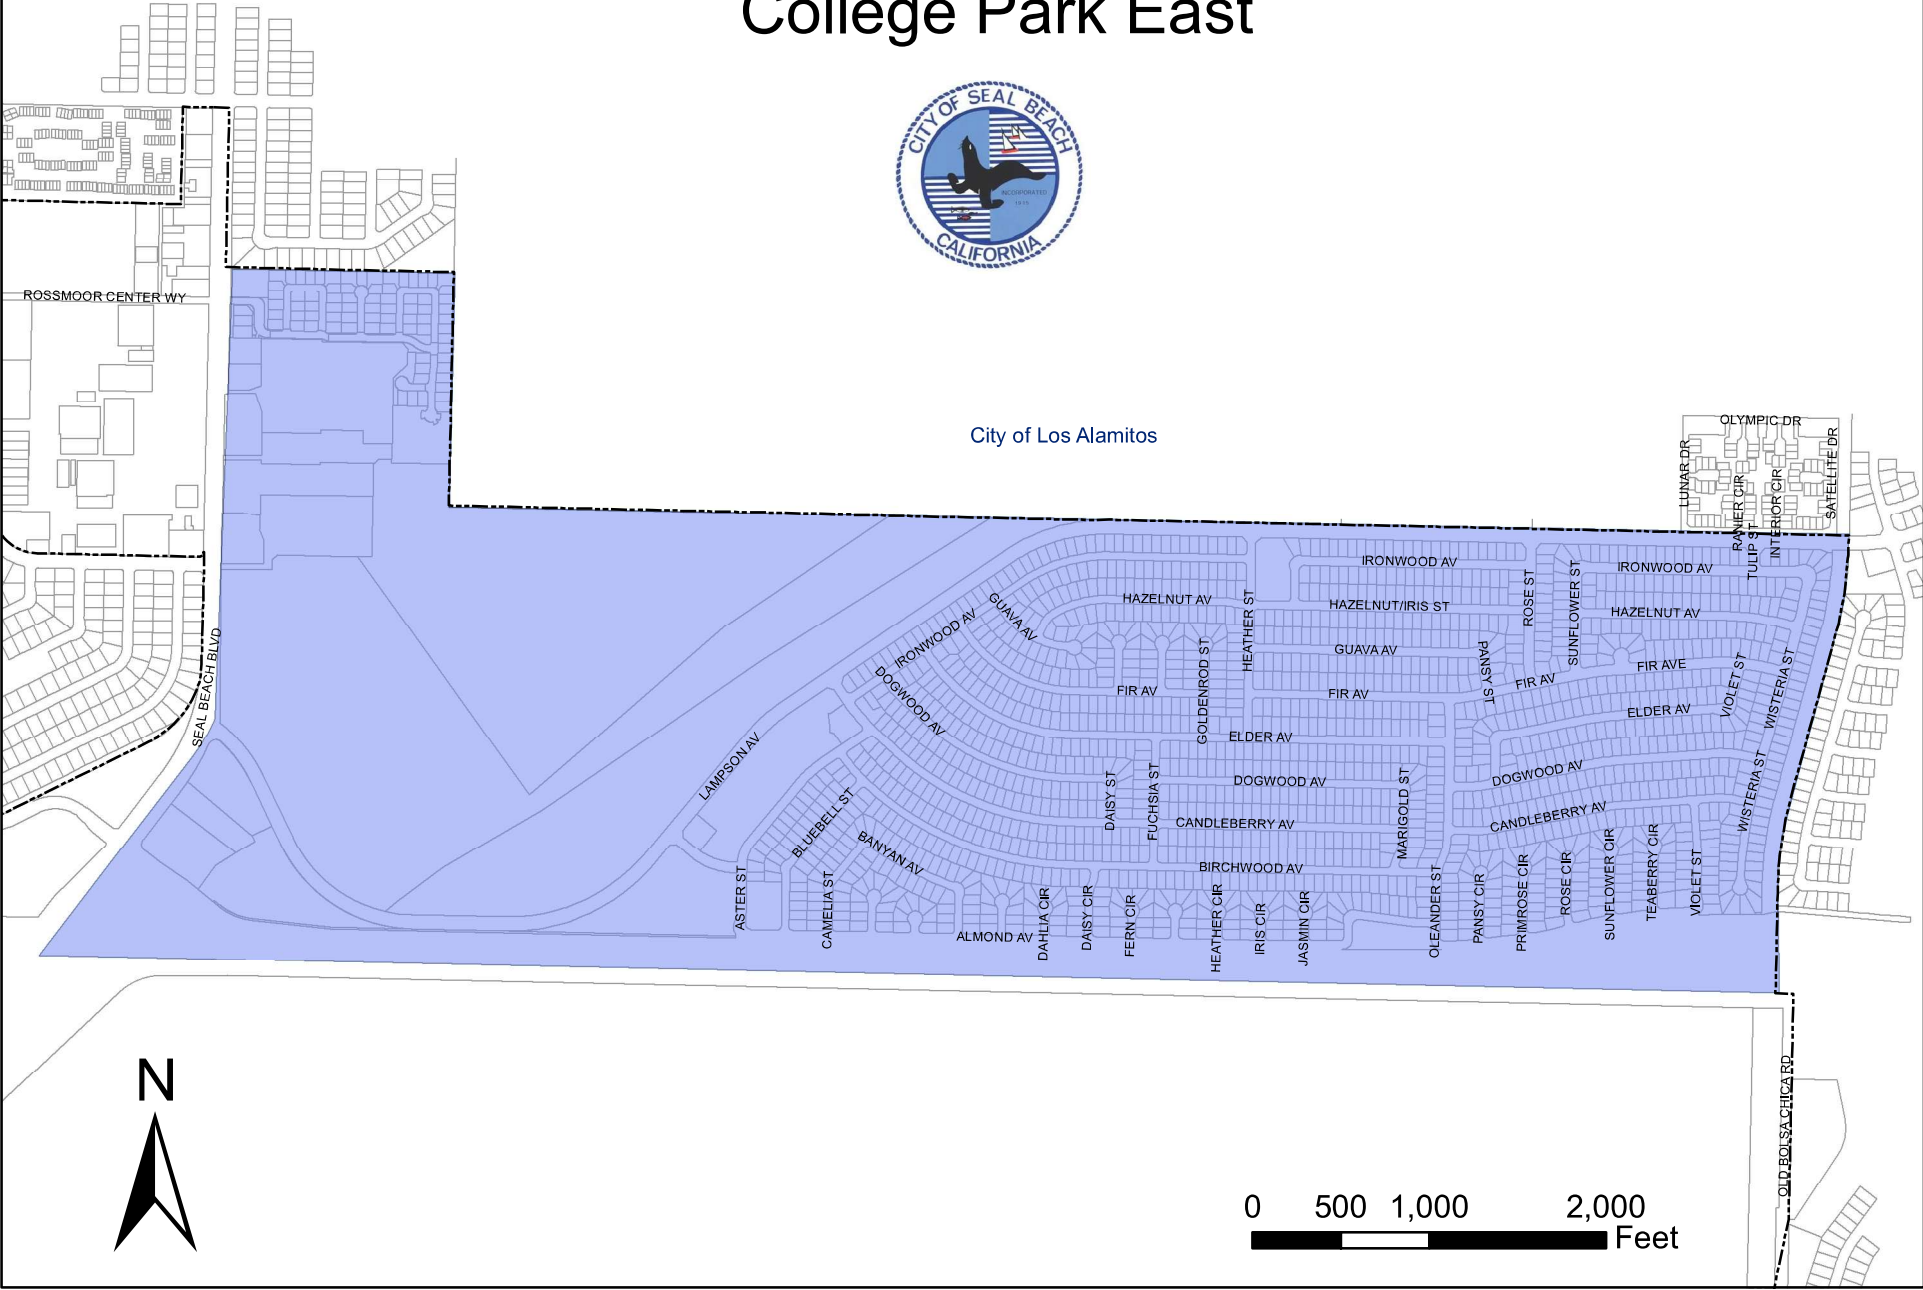 College Park East
CITY OF SEAL BEACH
INCORPORATED
CALIFORNIA
ROSSMOOR CENTER WY
City of Los Alamitos
OLYMPIC DR
LUNAR DR
SATELLITE DR
RANIER CIR
INTERIOR CIR
TULIP ST
IRONWOOD AV
IRONWOOD AV
ROSE ST
SUNFLOWER ST
HAZELNUT AV
HAZELNUT/IRIS ST
HAZELNUT AV
HEATHER ST
GUAVA AV
IRONWOOD AV
GUAVA AV
GOLDENROD ST
PANSY ST
FIR AVE
FIR AV
FIR AV
FIR AV
VIOLET ST
WISTERIA ST
SEAL BEACH BLVD
D
DOGWOOD AV
ELDER AV
ELDER AV
LAMPSON AV
DAISY ST
FUCHSIA ST
DOGWOOD AV
MARIGOLD ST
DOGWOOD AV
WISTERIA ST
BLUEBELL ST
CANDLEBERRY AV
CANDLEBERRY AV
BANYAN AV
BIRCHWOOD AV
ASTER ST
CAMELIA ST
ALMOND AV
DAHLIA CIR
DAISY CIR
FERN CIR
HEATHER CIR
IRIS CIR
JASMIN CIR
OLEANDER ST
PANSY CIR
PRIMROSE CIR
ROSE CIR
SUNFLOWER CIR
TEABERRY CIR
VIOLET ST
OLD BOLSA CHICA RD
N
0 500 1,000 2,000
Feet